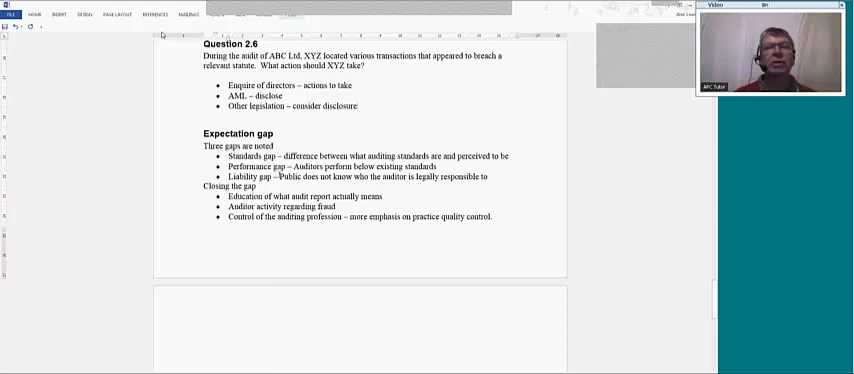 Video
FILE HOME INSERT DESIGN PAGE LAYOUT REFERENCES MAILINGS
APC Tutor
Question 2.6
During the audit of ABC Ltd, XYZ located various transactions that appeared to breach a
relevant statute. What action should XYZ take?
• Enquire of directors – actions to take
• AML – disclose
• Other legislation – consider disclosure
Expectation gap
Three gaps are noted
• Standards gap – difference between what auditing standards are and perceived to be
• Performance gap – Auditors perform below existing standards
• Liability gap – Public does not know who the auditor is legally responsible to
Closing the gap
• Education of what audit report actually means
• Auditor activity regarding fraud
• Control of the auditing profession – more emphasis on practice quality control.